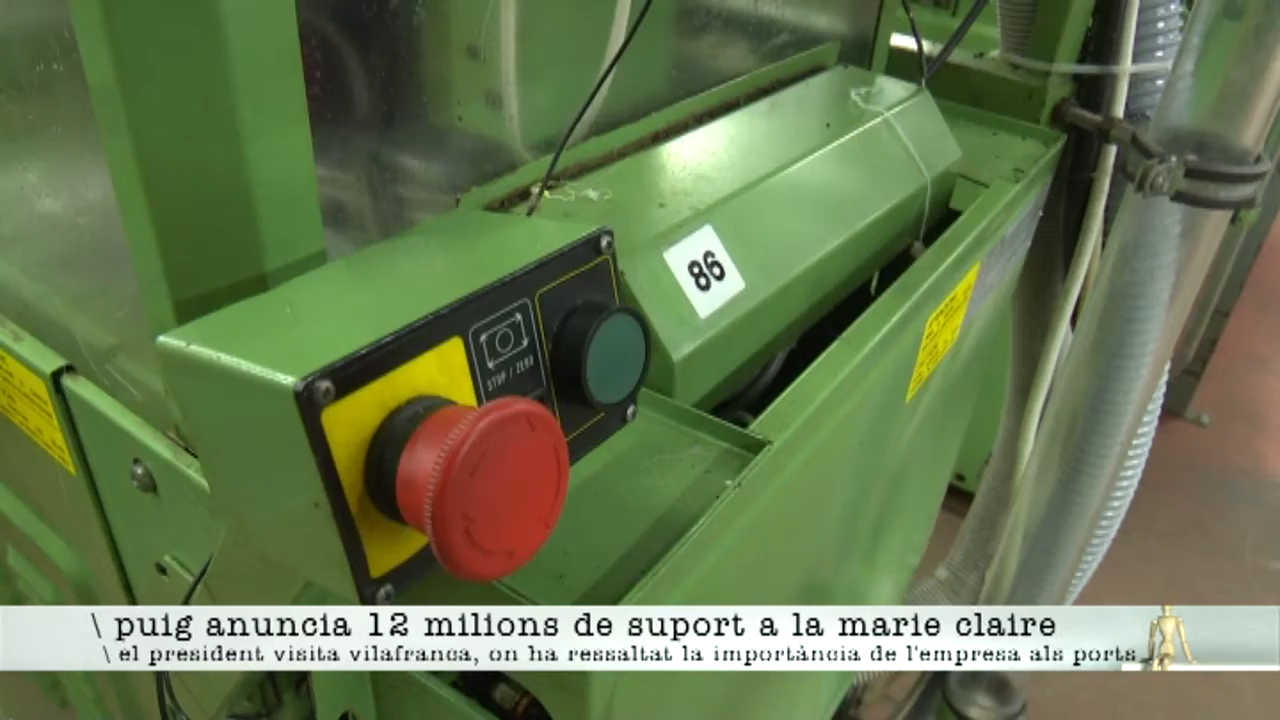 86
STOP / ZERO
\ puig anuncia 12 milions de suport a la marie claire
\ el president visita vilafranca, on ha ressaltat la importància de l'empresa als ports